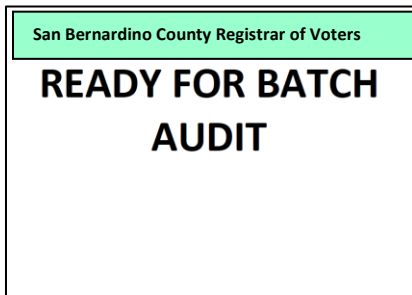 San Bernardino County Registrar of Voters
READY FOR BATCH
AUDIT